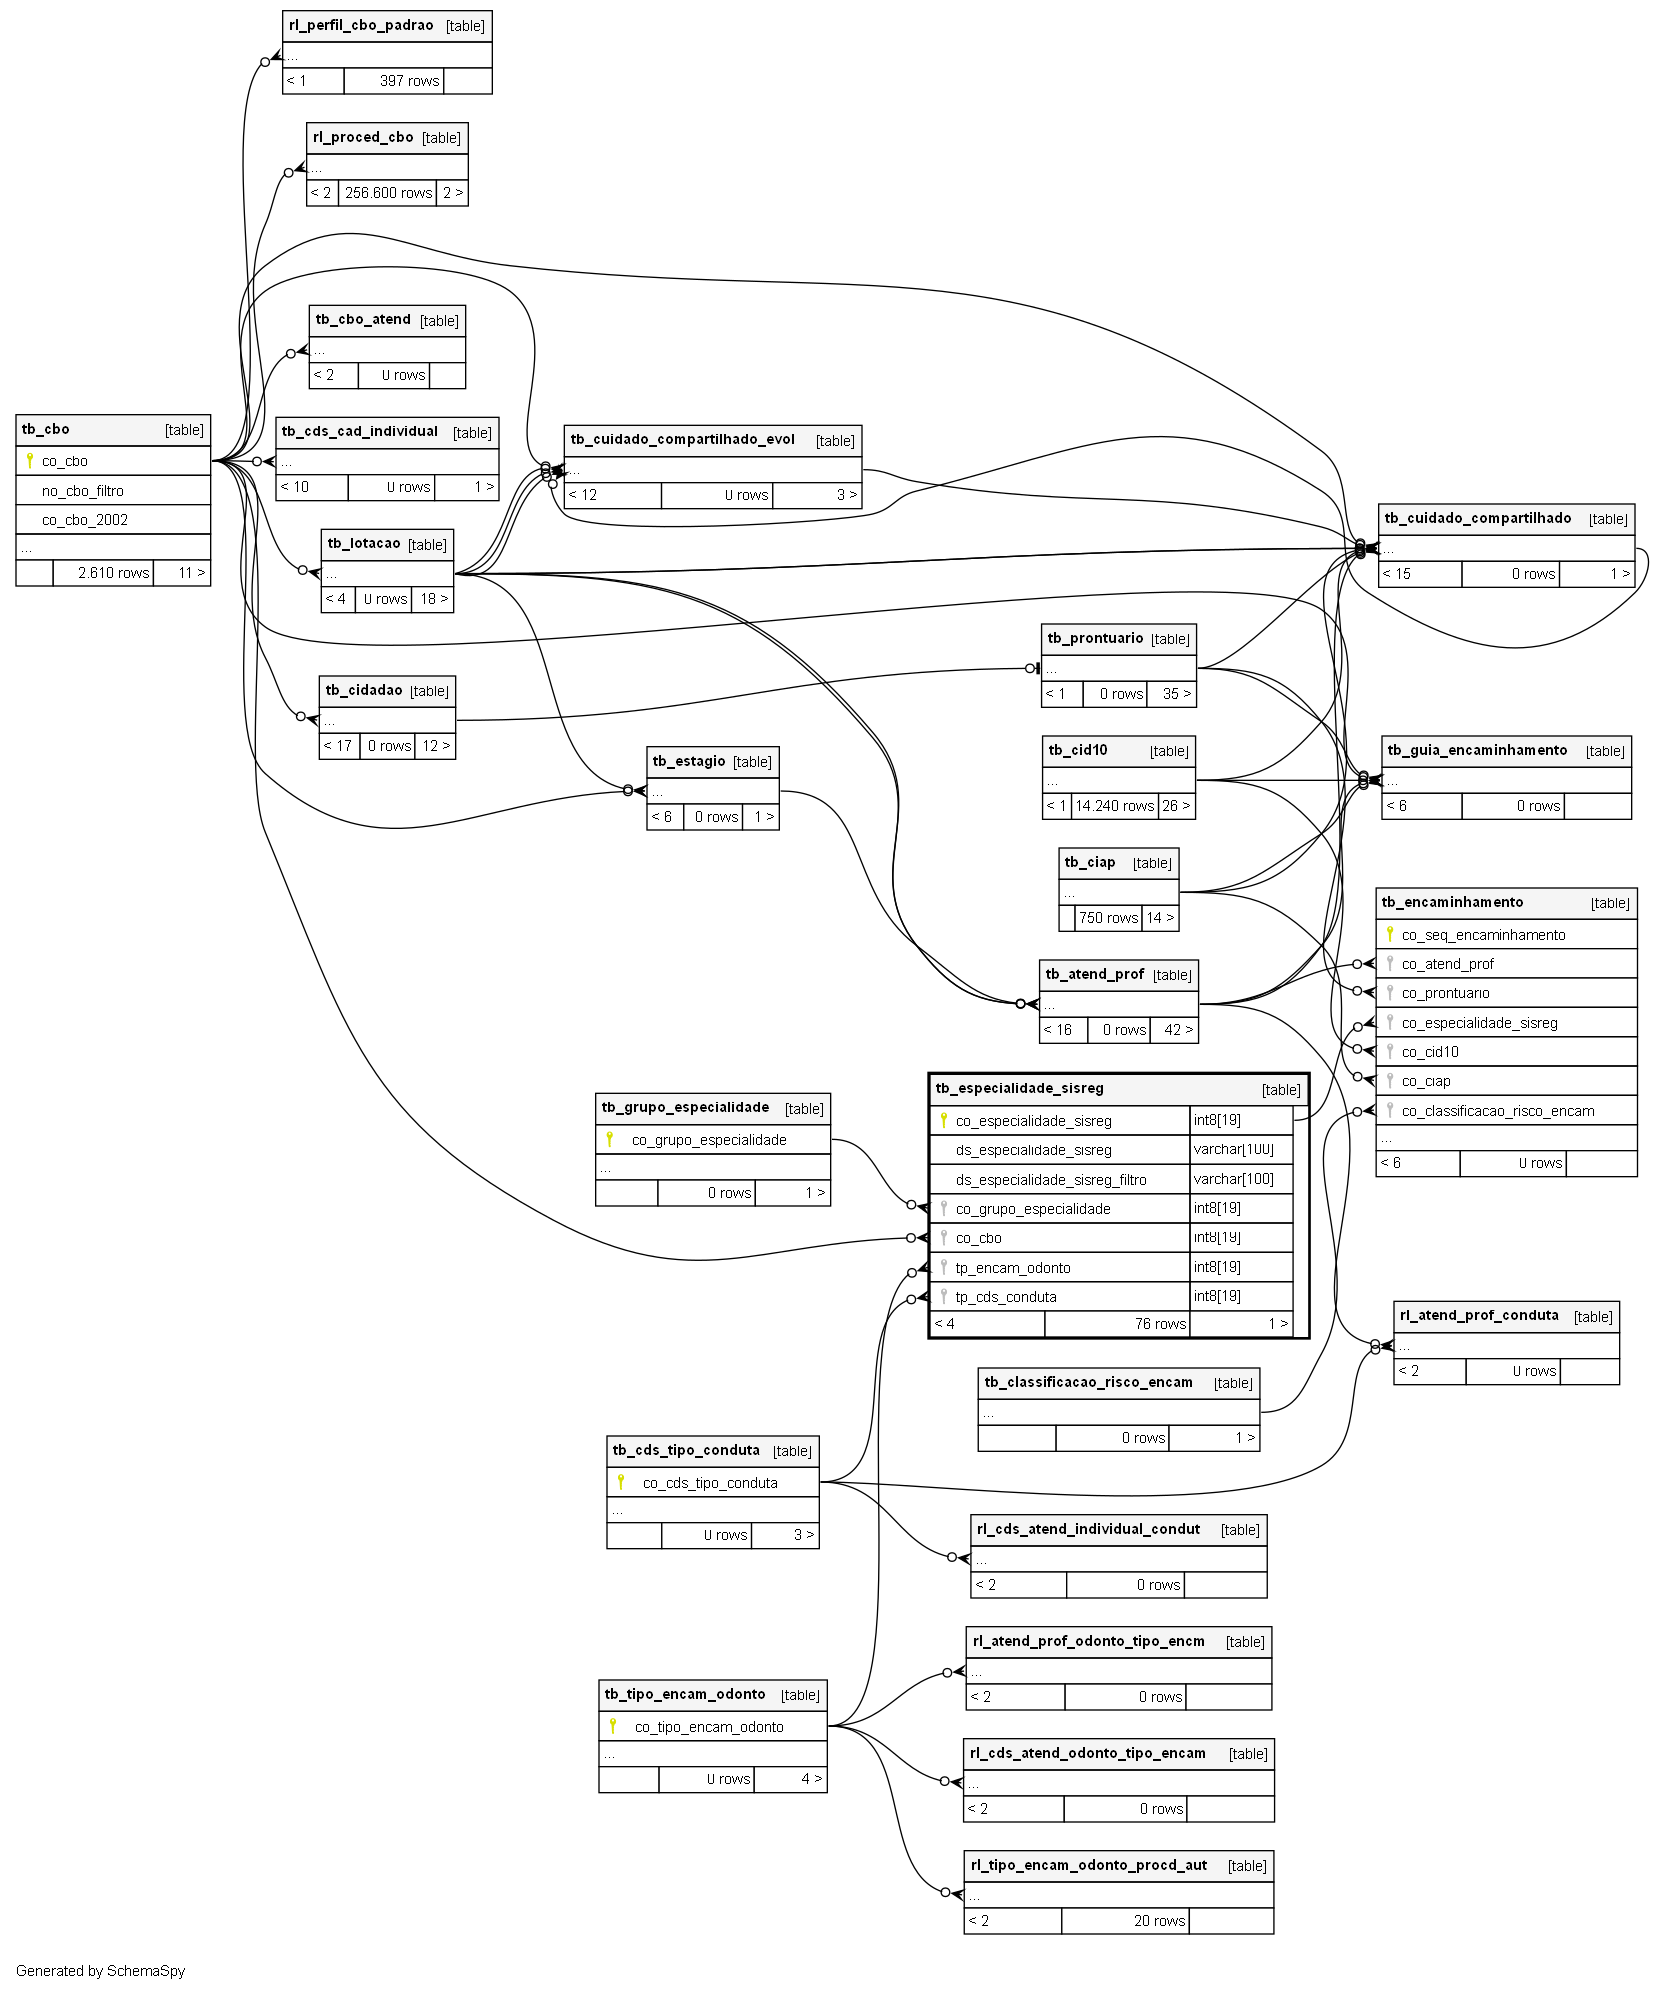 rl_perfil_cbo_padrao [table]
...
< 1 397 rows
rl_proced_cbo [table]
...
< 2 256.600 rows 2 >
tb_cbo_atend [table]
...
< 2 0 rows
tb_cbo [table]
co_cbo
no_cbo_filtro
co_cbo_2002
...
2.610 rows 11 >
tb_cds_cad_individual [table]
...
< 10 0 rows 1 >
tb_cuidado_compartilhado_evol [table]
...
< 12 0 rows 3 >
tb_lotacao [table]
...
< 4 0 rows 18 >
tb_cuidado_compartilhado [table]
...
< 15 0 rows 1 >
tb_prontuario [table]
...
< 1 0 rows 35 >
tb_cidadao [table]
...
< 17 0 rows 12 >
tb_estagio [table]
...
< 6 0 rows 1 >
tb_cid10 [table]
...
< 1 14.240 rows 26 >
tb_guia_encaminhamento [table]
...
< 6 0 rows
tb_ciap [table]
...
750 rows 14 >
tb_encaminhamento [table]
co_seq_encaminhamento
co_atend_prof
co_prontuario
co_especialidade_sisreg
co_cid10
co_ciap
co_classificacao_risco_encam
...
< 6 0 rows
tb_atend_prof [table]
...
< 16 0 rows 42 >
tb_especialidade_sisreg [table]
co_especialidade_sisreg int8[19]
ds_especialidade_sisreg varchar[100]
ds_especialidade_sisreg_filtro varchar[100]
co_grupo_especialidade int8[19]
co_cbo int8[19]
tp_encam_odonto int8[19]
tp_cds_conduta int8[19]
< 4 76 rows 1 >
tb_grupo_especialidade [table]
co_grupo_especialidade
...
0 rows 1 >
rl_atend_prof_conduta [table]
...
< 2 0 rows
tb_classificacao_risco_encam [table]
...
0 rows 1 >
tb_cds_tipo_conduta [table]
co_cds_tipo_conduta
...
0 rows 3 >
rl_cds_atend_individual_condut [table]
...
< 2 0 rows
rl_atend_prof_odonto_tipo_encm [table]
...
< 2 0 rows
tb_tipo_encam_odonto [table]
co_tipo_encam_odonto
...
0 rows 4 >
rl_cds_atend_odonto_tipo_encam [table]
...
< 2 0 rows
rl_tipo_encam_odonto_procd_aut [table]
...
< 2 20 rows
Generated by SchemaSpy